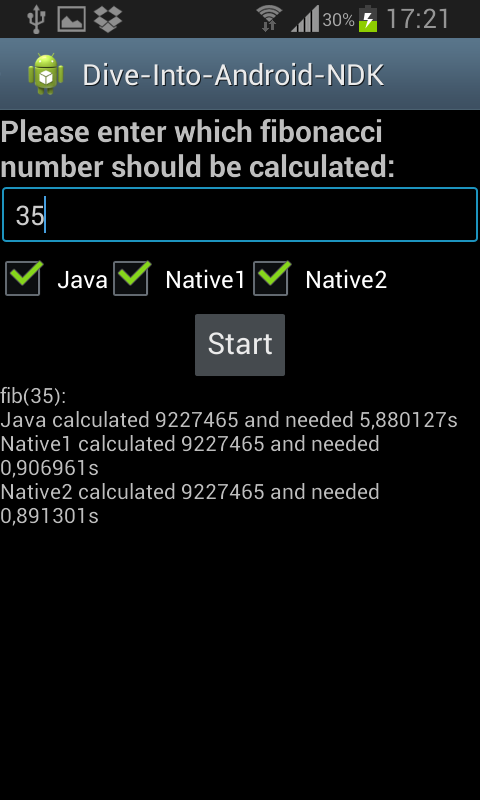 30% 17:21
Dive-Into-Android-NDK
Please enter which fibonacci
number should be calculated:
35
Java Native1 Native2
Start
fib(35):
Java calculated 9227465 and needed 5,880127s
Native1 calculated 9227465 and needed
0,906961s
Native2 calculated 9227465 and needed
0,891301s